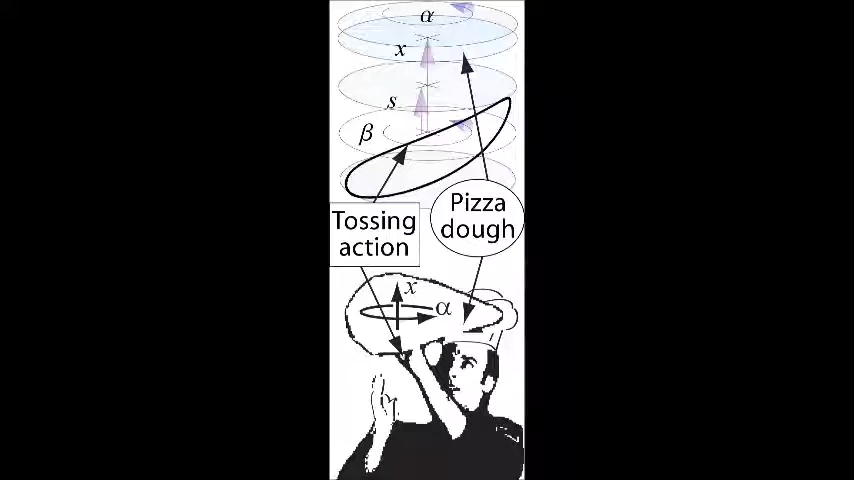 α
x
s
β
Tossing
action
Pizza
dough
x
α